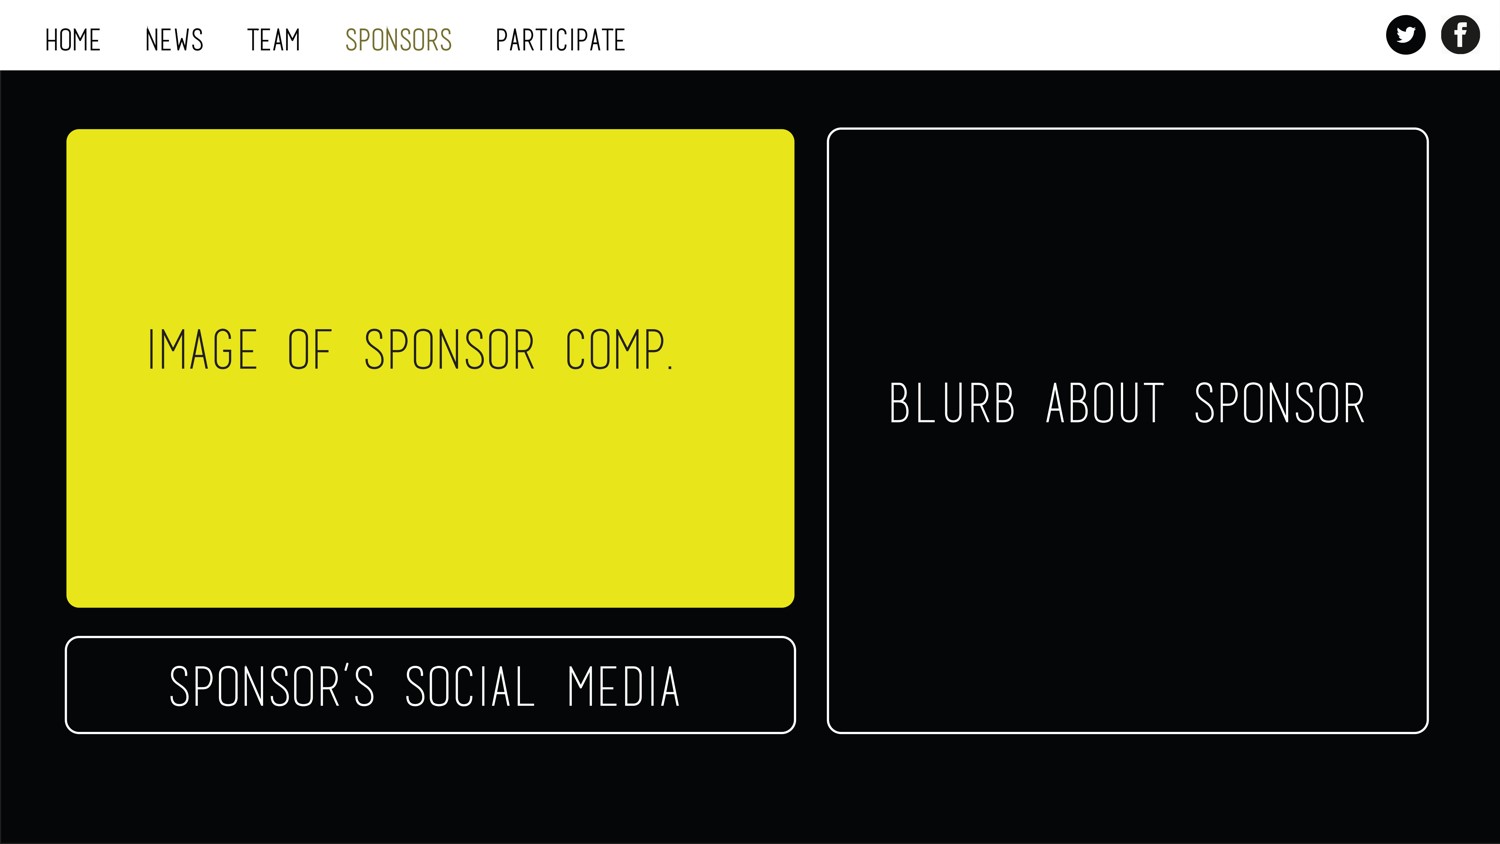 HOME NEWS TEAM SPONSORS PARTICIPATE
IMAGE OF SPONSOR COMP.
BLURB ABOUT SPONSOR
SPONSOR'S SOCIAL MEDIA